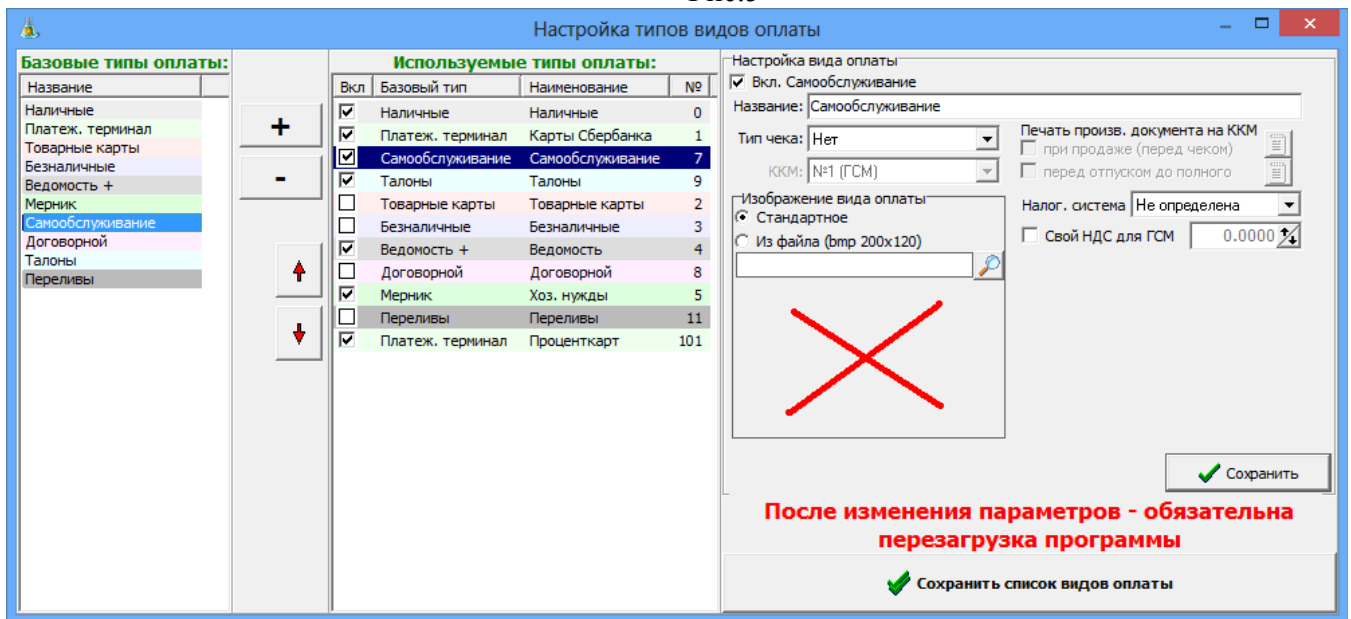 Настройка типов видов оплаты
Базовые типы оплаты:
Название
Наличные
Платеж. терминал
Товарные карты
Безналичные
Ведомость +
Мерник
Самообслуживание
Договорной
Талоны
Переливы
+
-
Используемые типы оплаты:
Вкл Базовый тип Наименование №
Наличные Наличные 0
Платеж. терминал Карты Сбербанка 1
Самообслуживание Самообслуживание 7
Талоны Талоны 9
Товарные карты Товарные карты 2
Безналичные Безналичные 3
Ведомость + Ведомость 4
Договорной Договорной 8
Мерник Хоз. нужды 5
Переливы Переливы 11
Платеж. терминал Проценткарт 101
Настройка вида оплаты
Вкл. Самообслуживание
Название: Самообслуживание
Тип чека: Нет
ККМ: №1 (ГСМ)
Печать произв. документа на ККМ
при продаже (перед чеком)
перед отпуском до полного
Изображение вида оплаты
Стандартное
Из файла (bmp 200x120)
Налог. система Не определена
Свой НДС для ГСМ 0.0000
Сохранить
После изменения параметров - обязательна
перезагрузка программы
Сохранить список видов оплаты